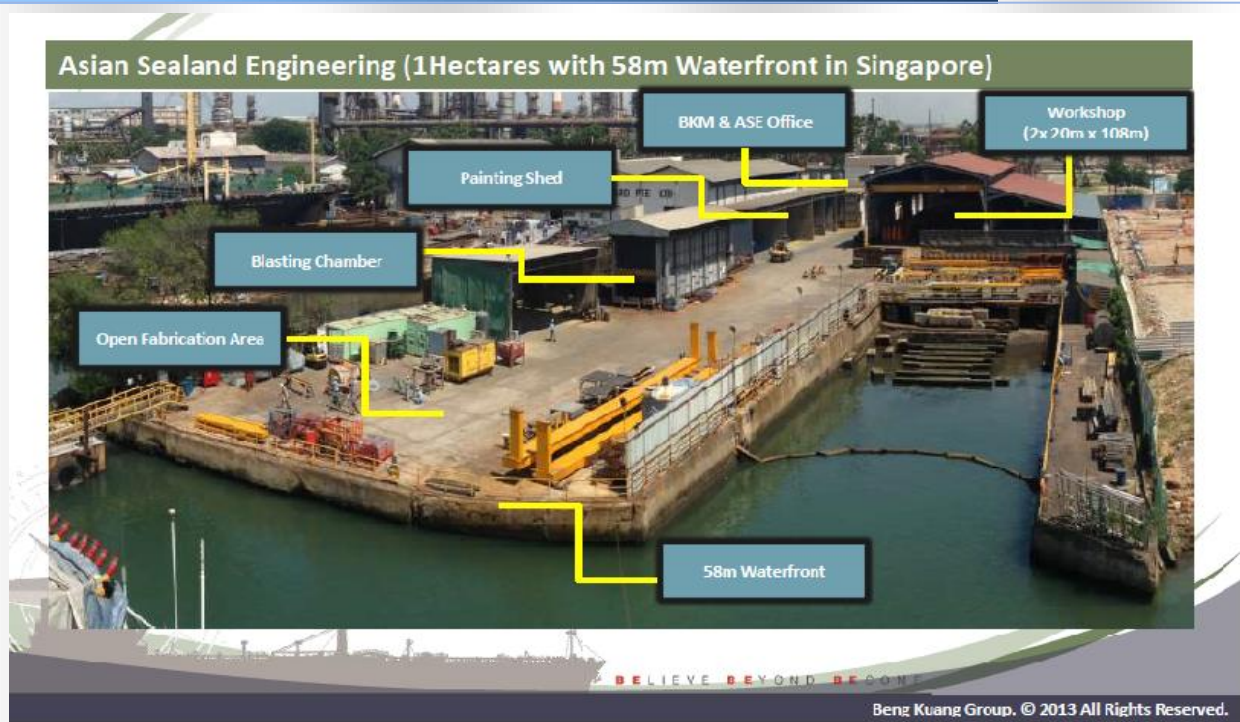 Asian Sealand Engineering (1Hectares with 58m Waterfront in Singapore)
BKM & ASE Office
Workshop
(2x 20m x 108m)
Painting Shed
Blasting Chamber
Open Fabrication Area
58m Waterfront
BELIEVE BEYOND BEGONE
Beng Kuang Group. © 2013 All Rights Reserved.